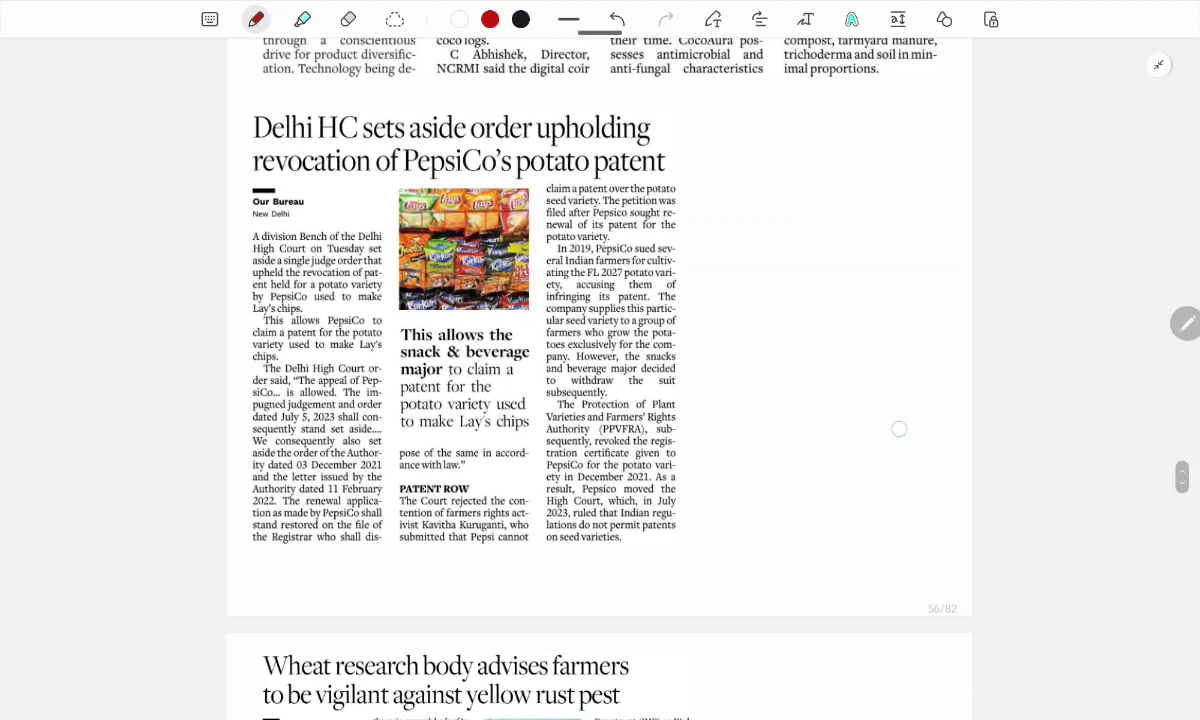 through a conscientious
drive for product diversific-
ation. Technology being de-
coco logs.
C Abhishek, Director,
NCRMI said the digital coir
their time. CocoAura pos-
sesses antimicrobial and
anti-fungal characteristics
compost, farmyard manure,
trichoderma and soil in min-
imal proportions.
Delhi HC sets aside order upholding
revocation of PepsiCo's potato patent
Our Bureau
New Delhi
A division Bench of the Delhi
High Court on Tuesday set
aside a single judge order that
upheld the revocation of pat-
ent held for a potato variety
by PepsiCo used to make
Lay's chips.
This allows PepsiCo to
claim a patent for the potato
variety used to make Lay's
chips.
The Delhi High Court or-
der said, "The appeal of Pep-
siCo... is allowed. The im-
pugned judgement and order
dated July 5, 2023 shall con-
sequently stand set aside....
We consequently also set
aside the order of the Author-
ity dated 03 December 2021
and the letter issued by the
Authority dated 11 February
2022. The renewal applica-
tion as made by PepsiCo shall
stand restored on the file of
the Registrar who shall dis-
This allows the
snack & beverage
major to claim a
patent for the
potato variety used
to make Lay's chips
pose of the same in accord-
ance with law."
PATENT ROW
The Court rejected the con-
tention of farmers rights act-
ivist Kavitha Kuruganti, who
submitted that Pepsi cannot
claim a patent over the potato
seed variety. The petition was
filed after Pepsico sought re-
newal of its patent for the
potato variety.
In 2019, PepsiCo sued sev-
eral Indian farmers for cultiv-
ating the FL 2027 potato vari-
ety, accusing them of
infringing its patent. The
company supplies this partic-
ular seed variety to a group of
farmers who grow the pota-
toes exclusively for the com-
pany. However, the snacks
and beverage major decided
to withdraw the suit
subsequently.
The Protection of Plant
Varieties and Farmers' Rights
Authority (PPVFRA), sub-
sequently, revoked the regis-
tration certificate given to
PepsiCo for the potato vari-
ety in December 2021. As a
result, Pepsico moved the
High Court, which, in July
2023, ruled that Indian regu-
lations do not permit patents
on seed varieties.
56/82
Wheat research body advises farmers
to be vigilant against yellow rust pest